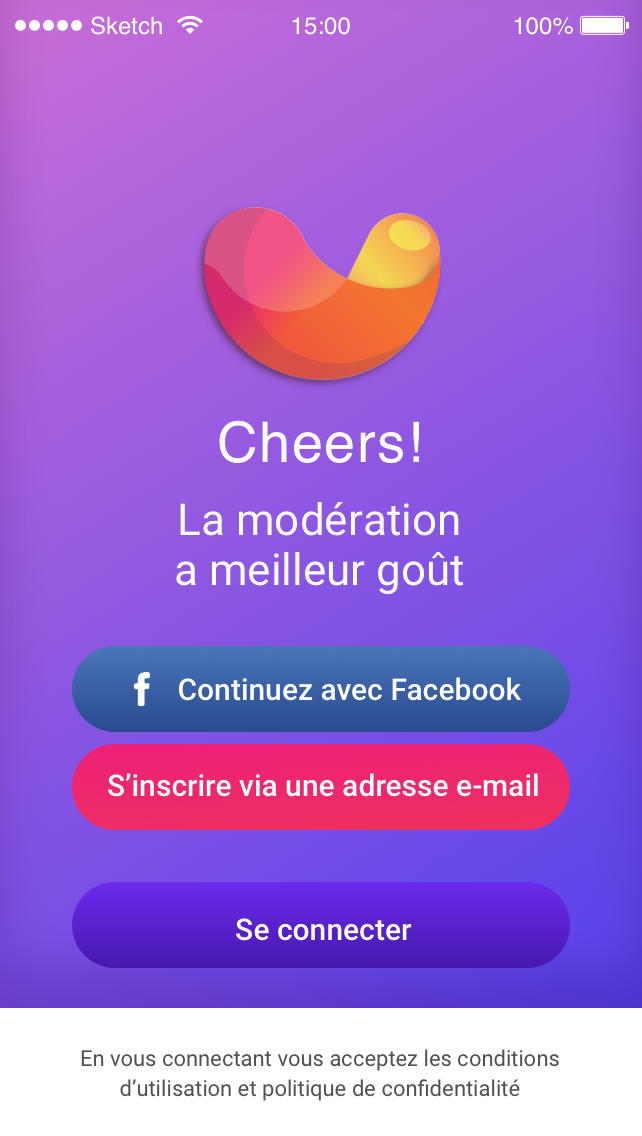 Sketch 15:00 100%
Cheers!
La modération
a meilleur goût
Continuez avec Facebook
S’inscrire via une adresse e-mail
Se connecter
En vous connectant vous acceptez les conditions
d’utilisation et politique de confidentialité